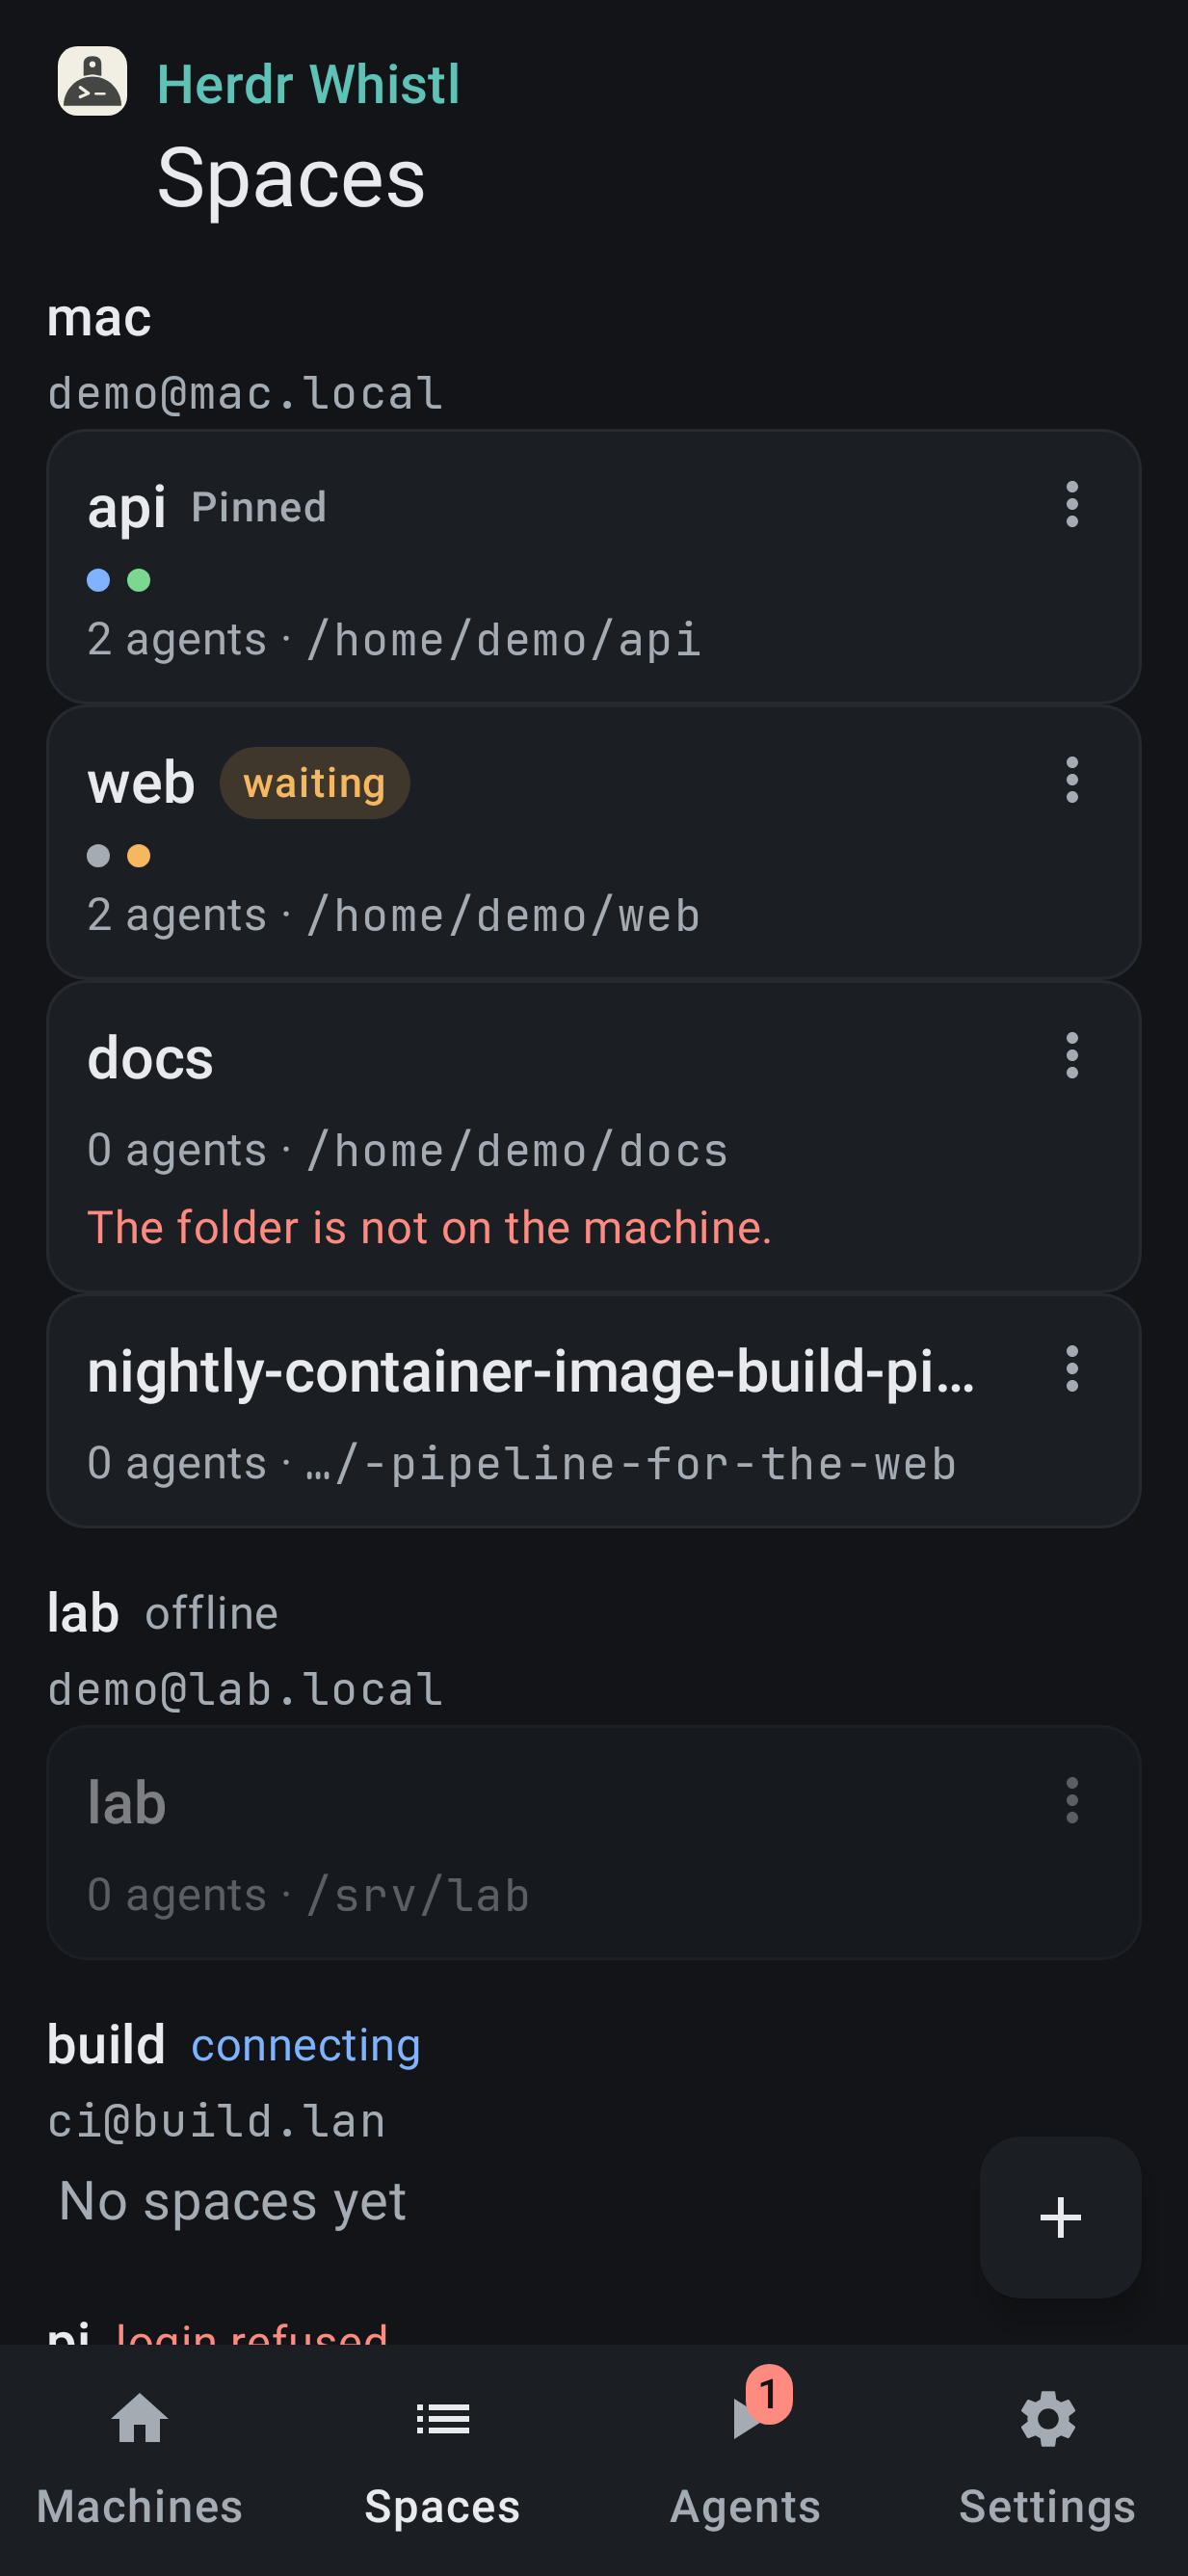 Herdr Whistl
Spaces
mac
demo@mac.local
api Pinned
2 agents · /home/demo/api
web waiting
2 agents · /home/demo/web
docs
0 agents · /home/demo/docs
The folder is not on the machine.
nightly-container-image-build-pi…
0 agents · …/-pipeline-for-the-web
lab offline
demo@lab.local
lab
0 agents · /srv/lab
build connecting
ci@build.lan
No spaces yet
pi login refused
1
Machines Spaces Agents Settings